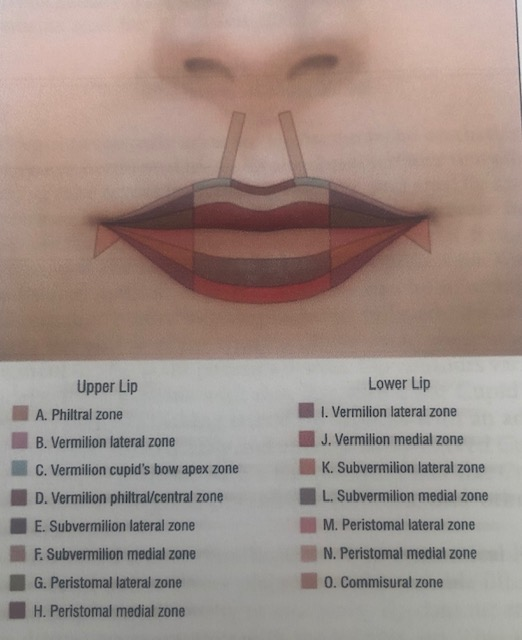 Upper Lip
A. Philtral zone
B. Vermilion lateral zone
C. Vermilion cupid's bow apex zone
D. Vermilion philtral/central zone
E. Subvermilion lateral zone
F. Subvermilion medial zone
G. Peristomal lateral zone
H. Peristomal medial zone
Lower Lip
I. Vermilion lateral zone
J. Vermilion medial zone
K. Subvermilion lateral zone
L. Subvermilion medial zone
M. Peristomal lateral zone
N. Peristomal medial zone
O. Commisural zone